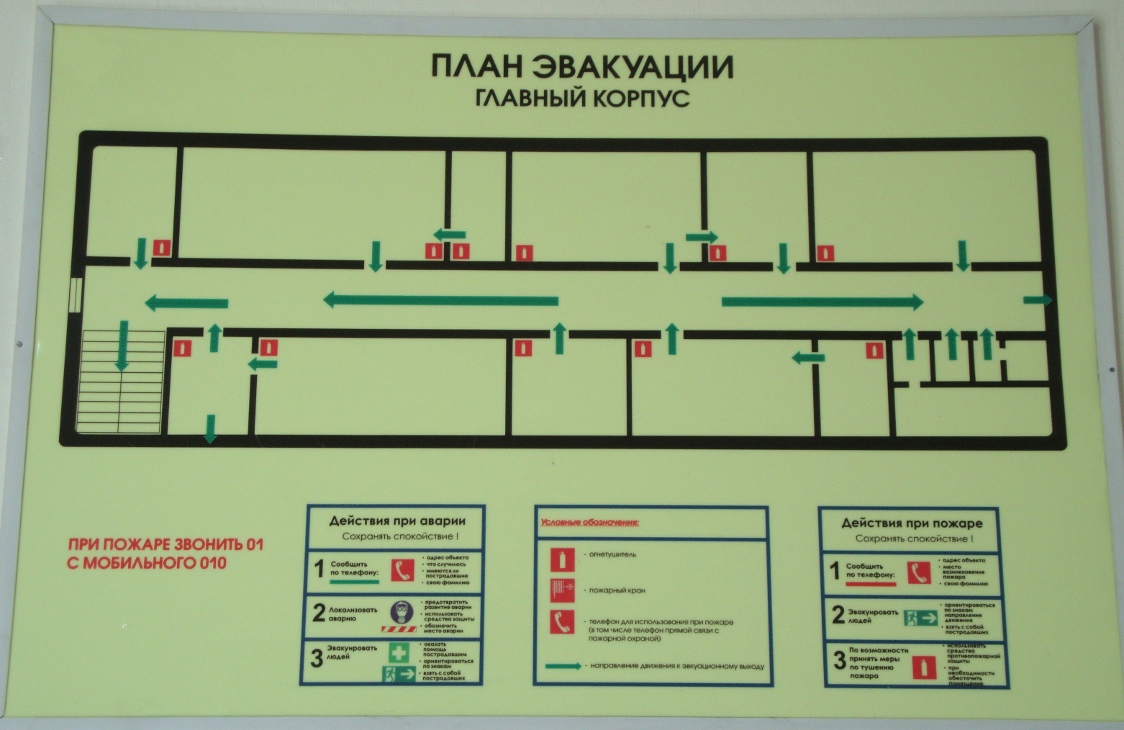 ПЛАН ЭВАКУАЦИИ
ГЛАВНЫЙ КОРПУС
ПРИ ПОЖАРЕ ЗВОНИТЬ 01
С МОБИЛЬНОГО 010
Действия при аварии
Сохранять спокойствие !
1 Сообщить
по телефону:
• адрес объекта
• что случилось
• имеются ли
пострадавшие
• свою фамилию
2 Локализовать
аварию
• предотвратить
развитие аварии
• использовать
средства защиты
• обозначить
место аварии
3 Эвакуировать
людей
• оказать
помощь
пострадавшим
• ориентироваться
по знакам
• взять с собой
пострадавших
Условные обозначения:
- огнетушитель
- пожарный кран
- телефон для использования при пожаре
(в том числе телефон прямой связи с
пожарной охраной)
- направление движения к эвакуационному выходу
Действия при пожаре
Сохранять спокойствие !
1 Сообщить
по телефону:
• адрес объекта
• место
возникновения
пожара
• свою фамилию
2 Эвакуировать
людей
• ориентироваться
по знакам
направление
движения
• взять с собой
пострадавших
3 По возможности
принять меры
по тушению
пожара
• использовать
средства
противопожарной
защиты
• при
необходимости
обесточить
помещение